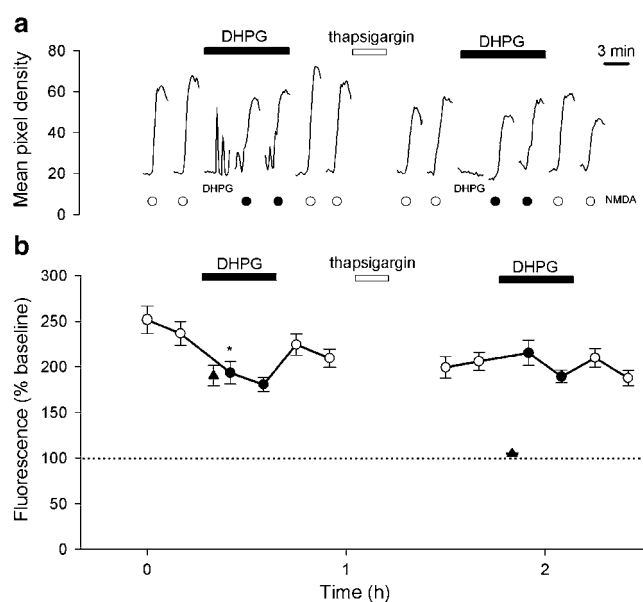 a
DHPG
thapsigargin
DHPG
3 min
Mean pixel density
80
60
40
20
0
DHPG
DHPG
NMDA
b
DHPG
thapsigargin
DHPG
Fluorescence (% baseline)
300
250
200
150
100
50
0
*
0
1
2
Time (h)